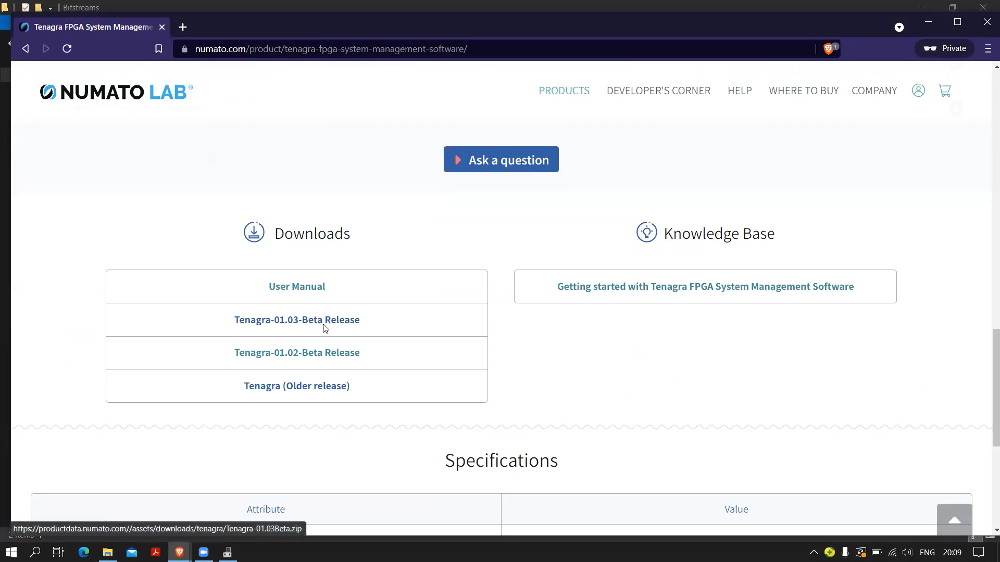 Bitstreams
Tenagra FPGA System Manageme
numato.com/product/tenagra-fpga-system-management-software/
1
Private
NUMATO LAB®
PRODUCTS DEVELOPER'S CORNER HELP WHERE TO BUY COMPANY
Ask a question
Downloads
User Manual
Tenagra-01.03-Beta Release
Tenagra-01.02-Beta Release
Tenagra (Older release)
Knowledge Base
Getting started with Tenagra FPGA System Management Software
Specifications
Attribute Value
https://productdata.numato.com//assets/downloads/tenagra/Tenagra-01.03Beta.zip
ENG 20:09